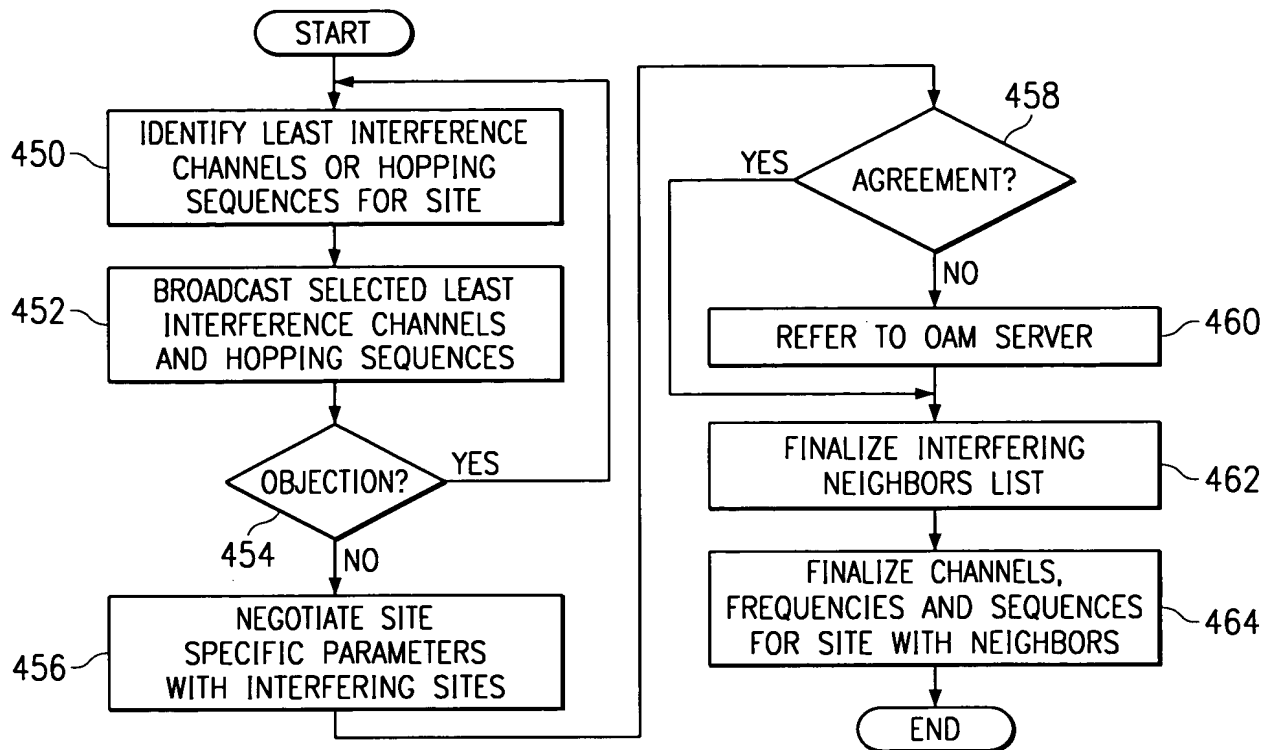 START
450
IDENTIFY LEAST INTERFERENCE
CHANNELS OR HOPPING
SEQUENCES FOR SITE
452
BROADCAST SELECTED LEAST
INTERFERENCE CHANNELS
AND HOPPING SEQUENCES
OBJECTION?
YES
454
NO
456
NEGOTIATE SITE
SPECIFIC PARAMETERS
WITH INTERFERING SITES
458
YES
AGREEMENT?
NO
REFER TO OAM SERVER
460
FINALIZE INTERFERING
NEIGHBORS LIST
462
FINALIZE CHANNELS,
FREQUENCIES AND SEQUENCES
FOR SITE WITH NEIGHBORS
464
END